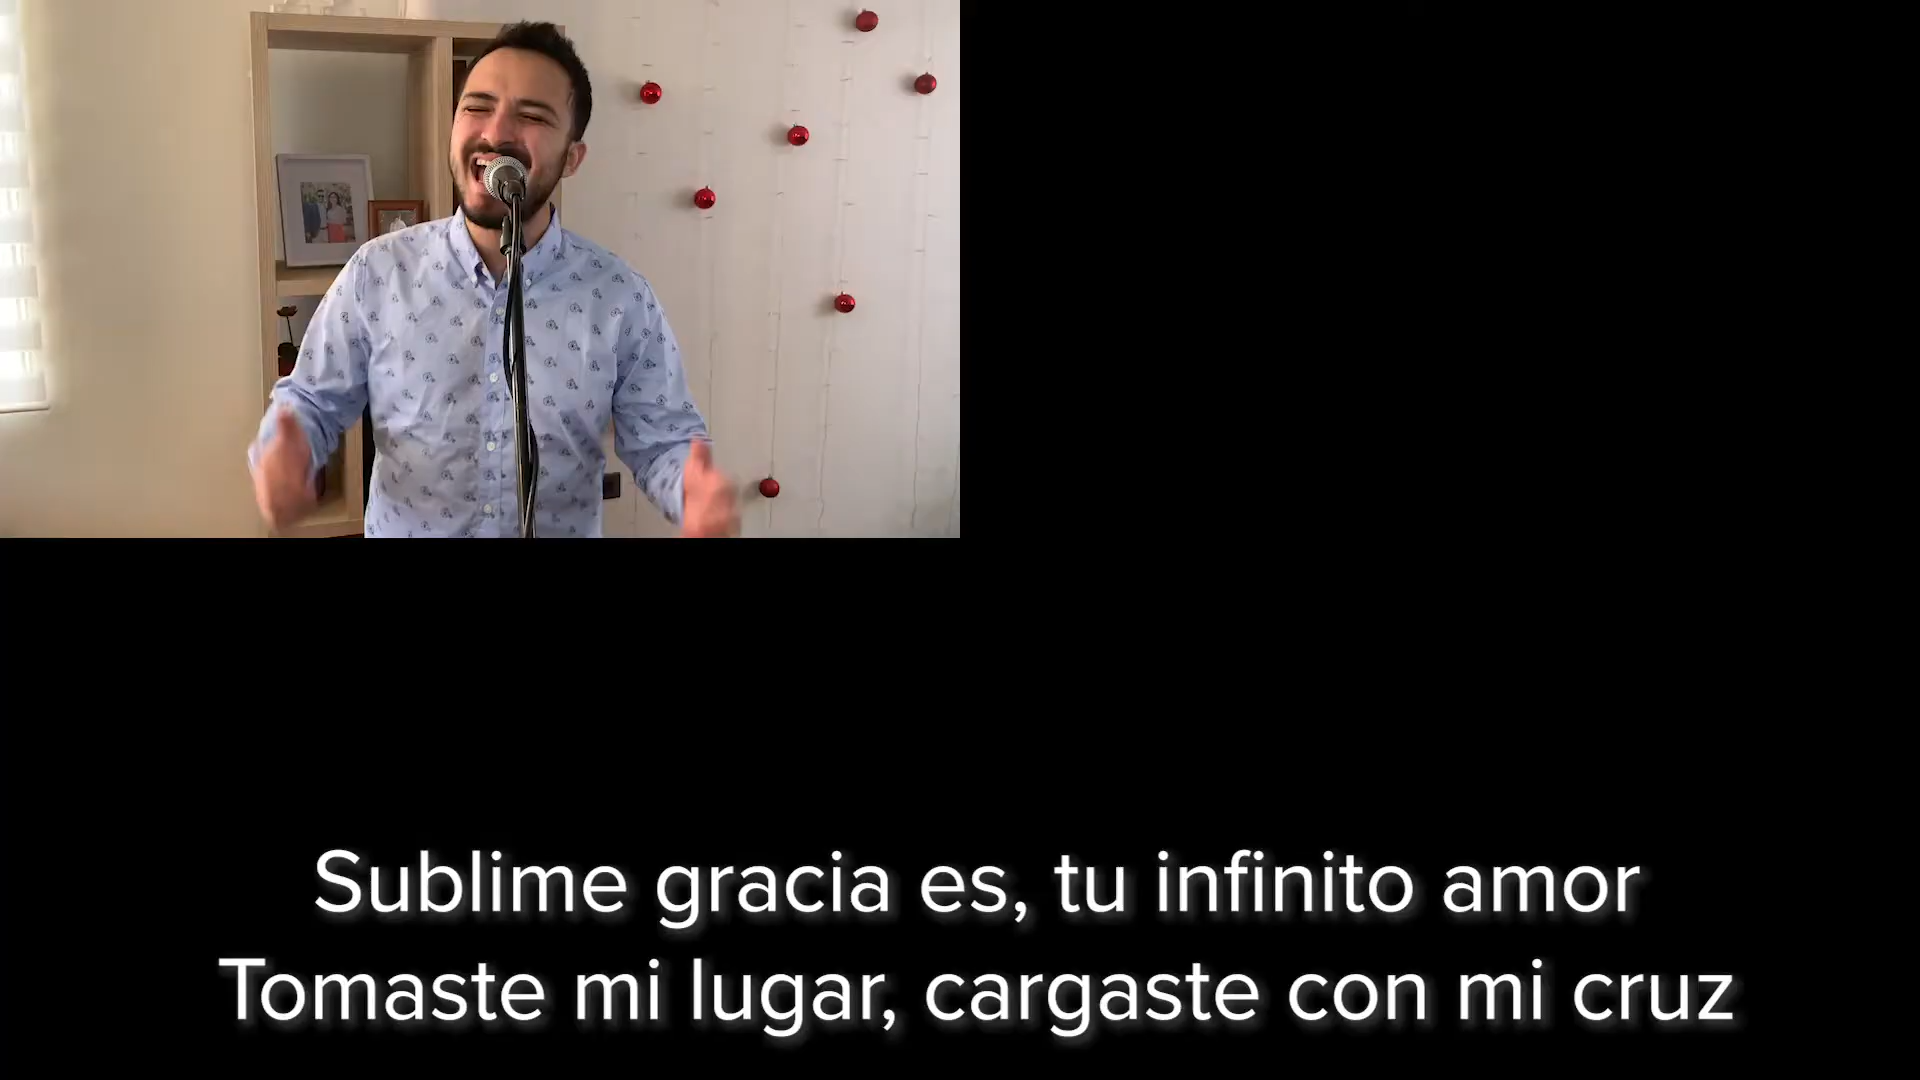 Sublime gracia es, tu infinito amor
Tomaste mi lugar, cargaste con mi cruz